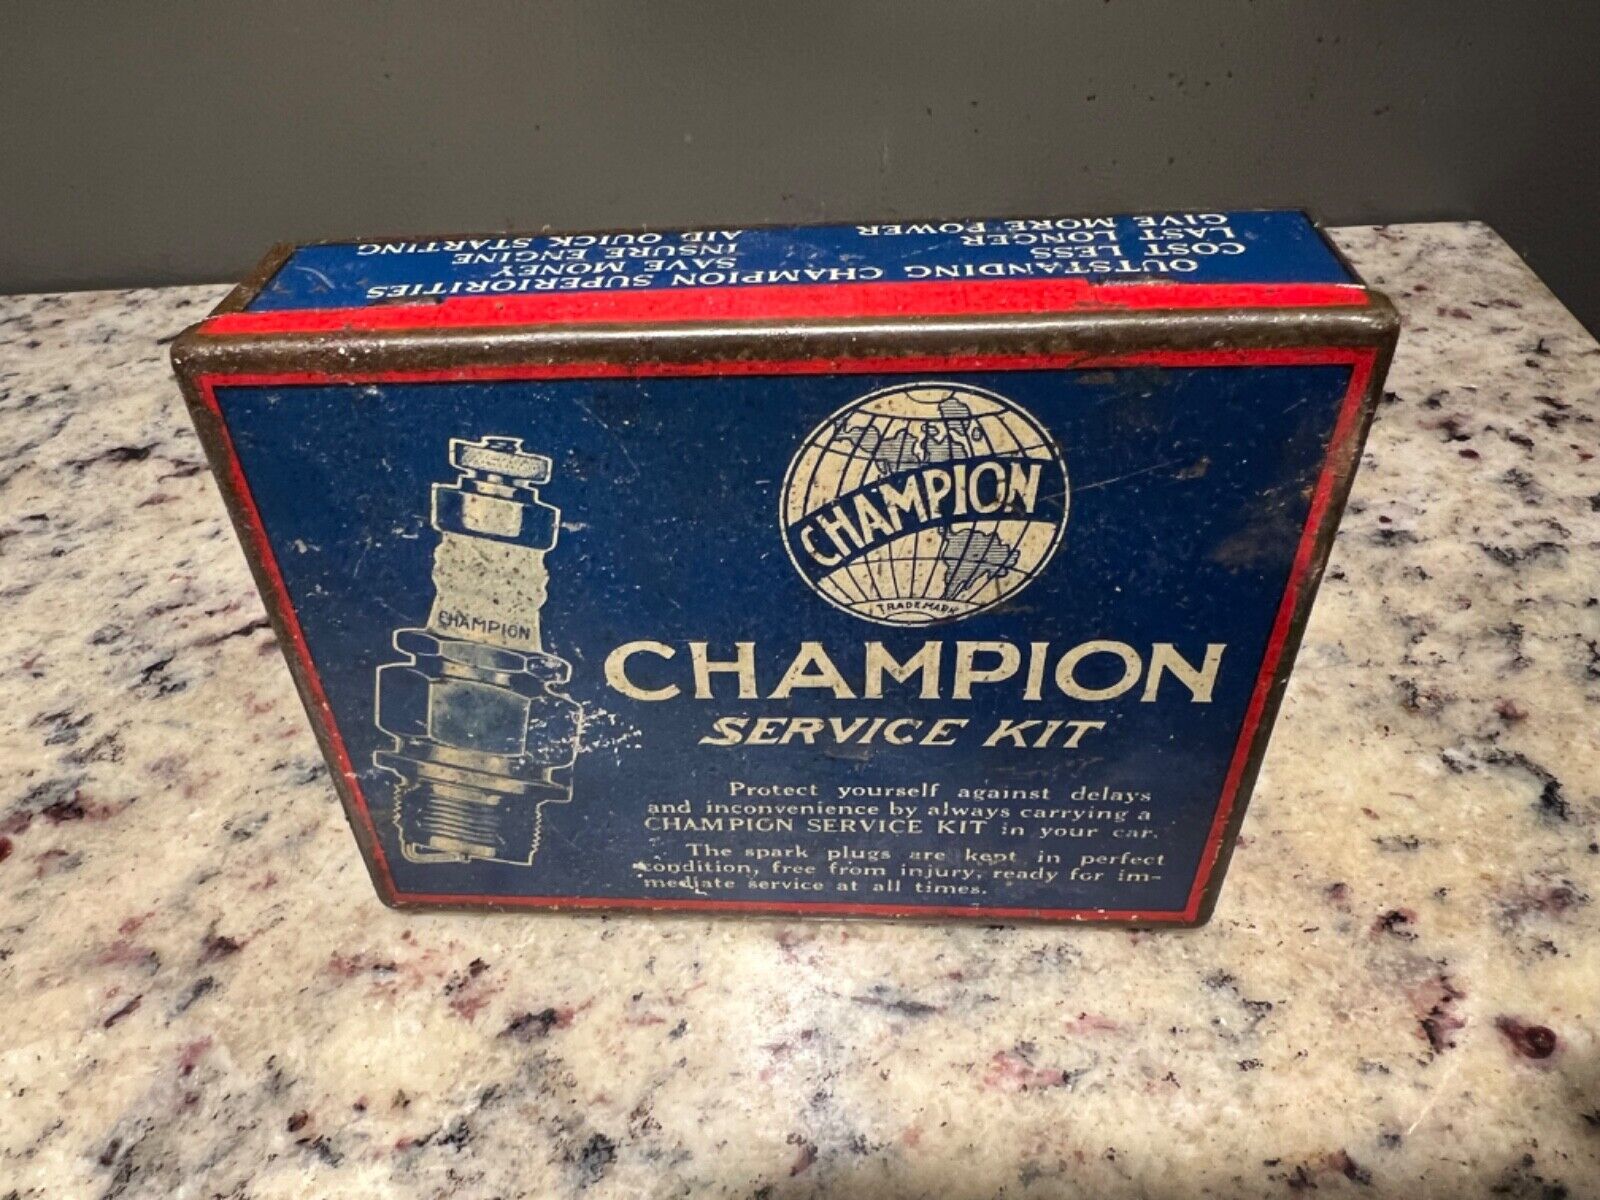 OUTSTANDING CHAMPION SUPERIORITIES
COST LESS SAVE MONEY
LAST LONGER INSURE ENGINE
GIVE MORE POWER AID QUICK STARTING
CHAMPION
TRADEMARK
CHAMPION
CHAMPION
SERVICE KIT
Protect yourself against delays
and inconvenience by always carrying a
CHAMPION SERVICE KIT in your car.
The spark plugs are kept in perfect
condition, free from injury, ready for im-
mediate service at all times.